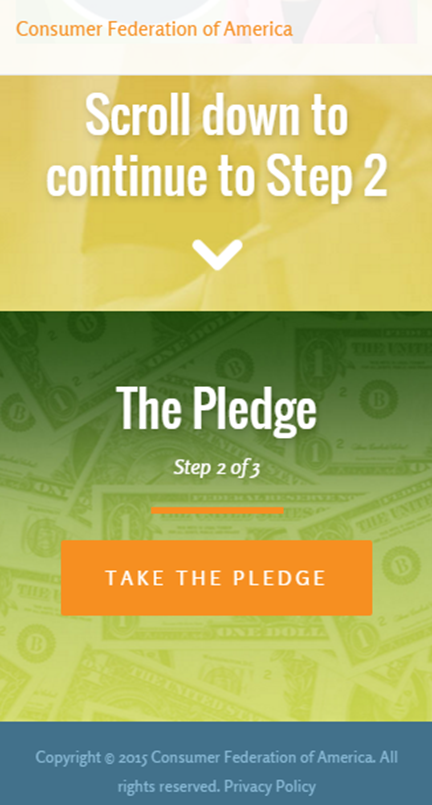 Consumer Federation of America
Scroll down to
continue to Step 2
The Pledge
Step 2 of 3
TAKE THE PLEDGE
Copyright © 2015 Consumer Federation of America. All
rights reserved. Privacy Policy